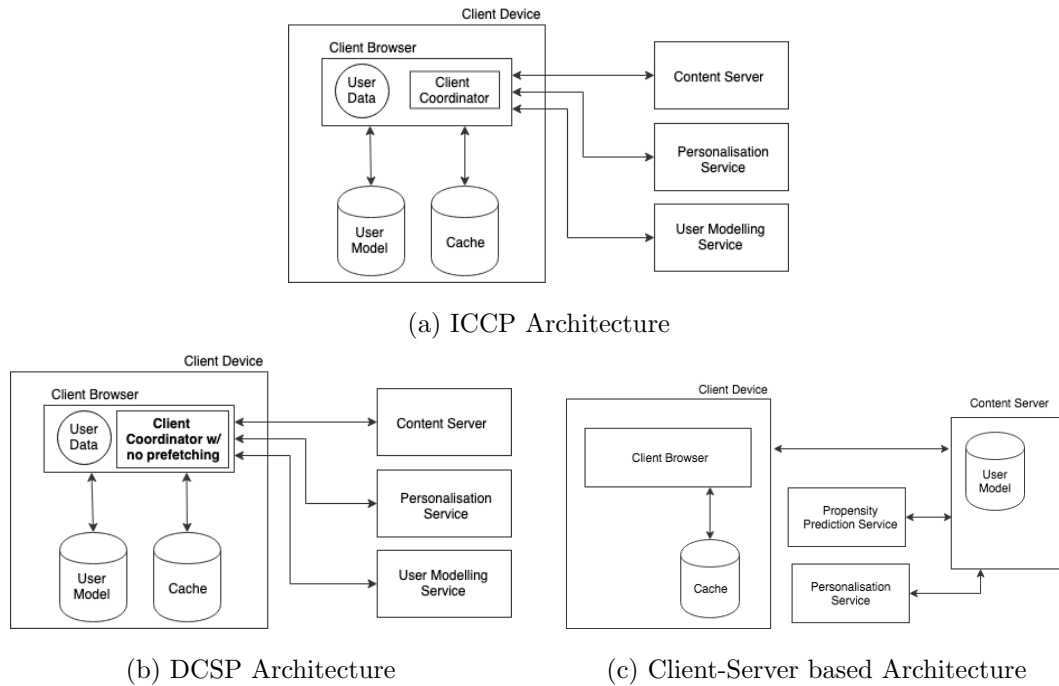 Client Device
Client Browser
User
Data
Client
Coordinator
Content Server
Personalisation
Service
User Modelling
Service
User
Model
Cache
(a) ICCP Architecture
Client Device
Client Browser
User
Data
Client
Coordinator w/
no prefetching
Content Server
Personalisation
Service
User Modelling
Service
User
Model
Cache
(b) DCSP Architecture
Client Device
Content Server
Client Browser
User
Model
Propensity
Prediction Service
Personalisation
Service
Cache
(c) Client-Server based Architecture